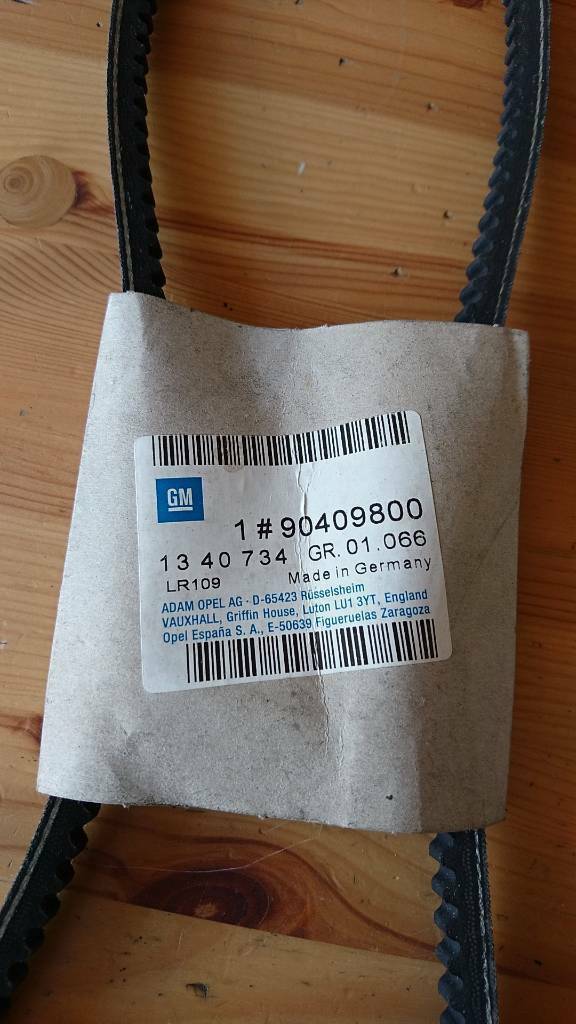 GM
1 # 90409800
13 40 734 GR. 01.066
LR109 Made in Germany
ADAM OPEL AG · D-65423 Rüsselsheim
VAUXHALL, Griffin House, Luton LU1 3YT, England
Opel España S. A., E-50639 Figueruelas Zaragoza